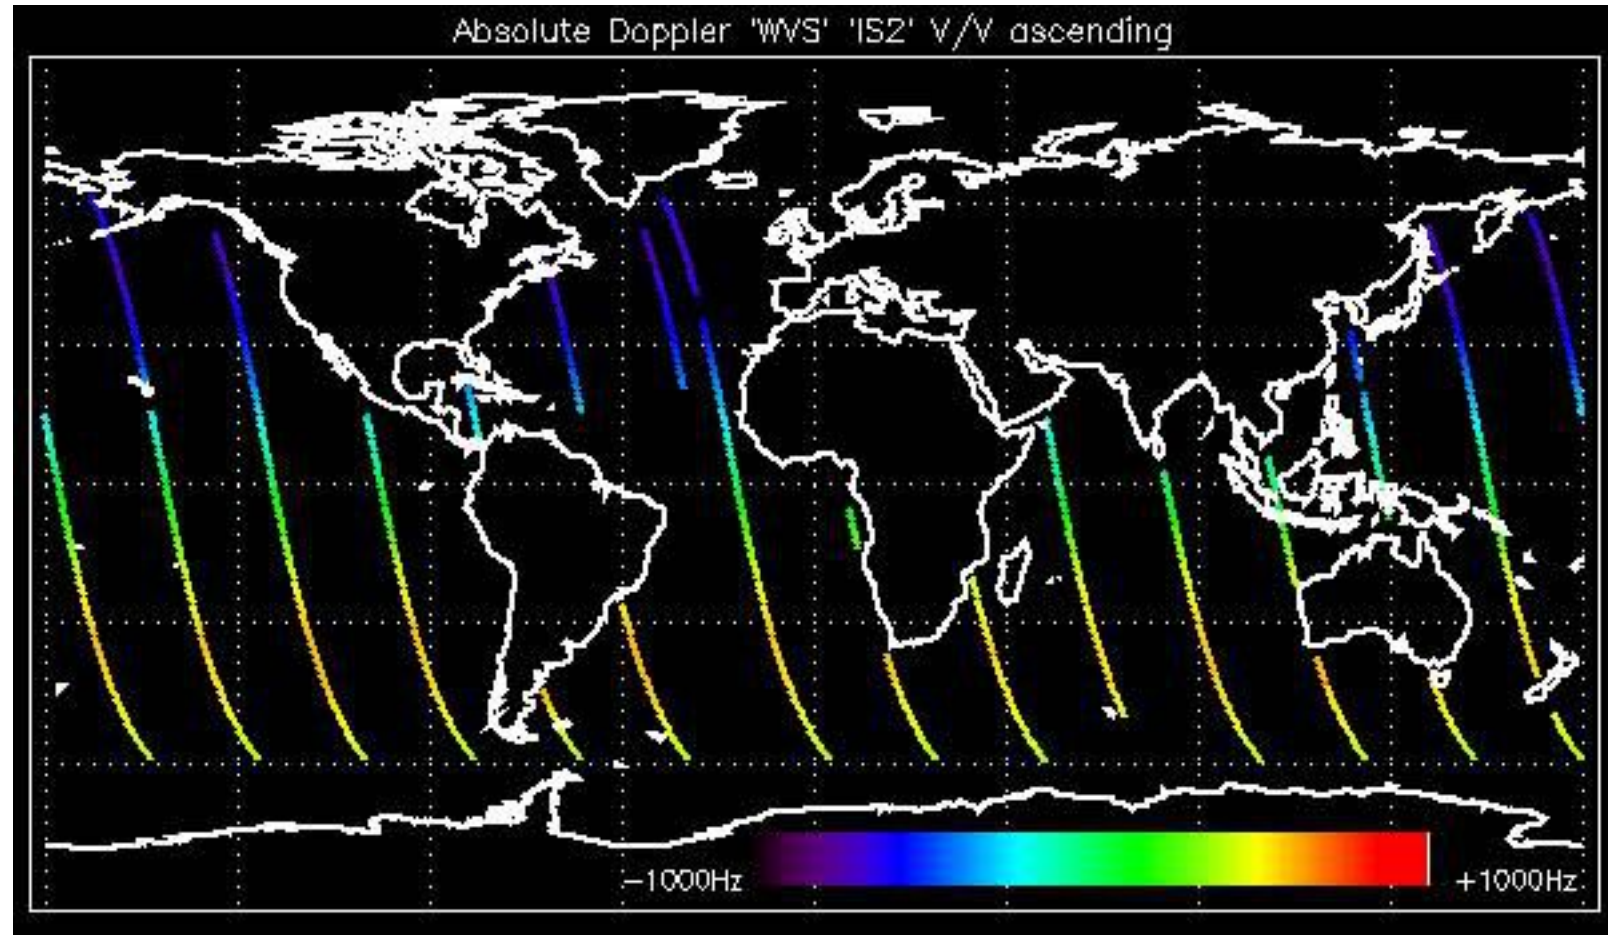 Absolute Doppler 'WVS' 'IS2' V/V ascending
−1000Hz
+1000Hz